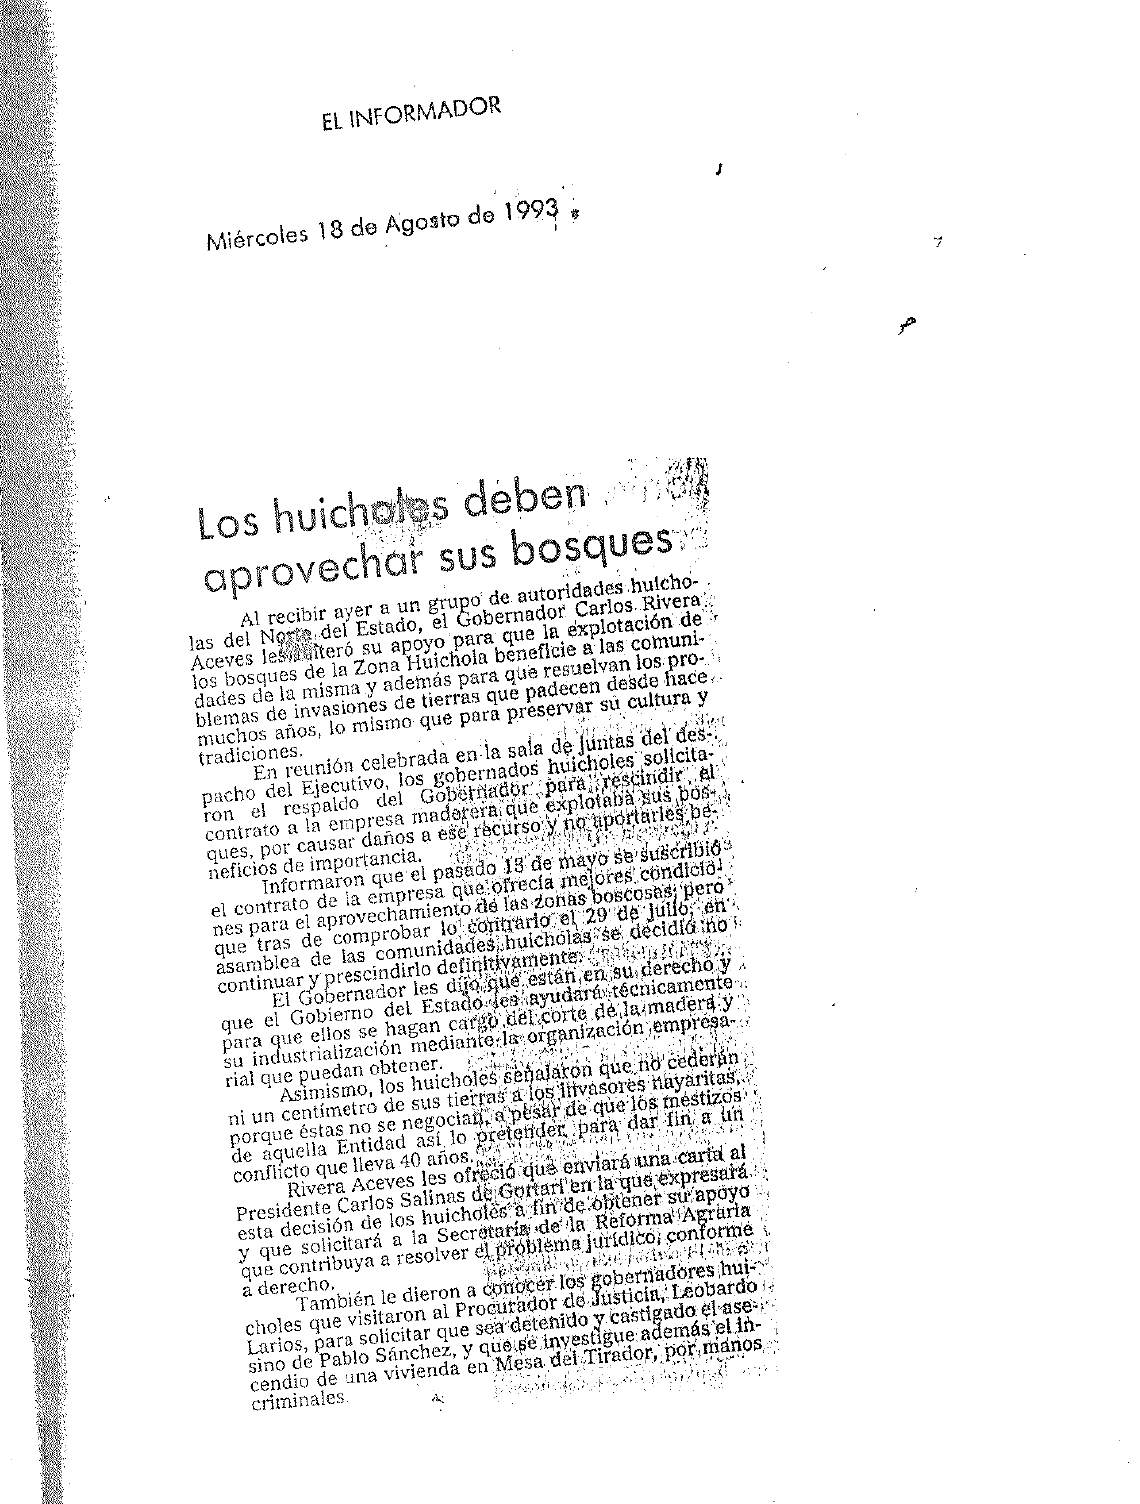 EL INFORMADOR
Miércoles 18 de Agosto de 1993
Los huicholes deben
aprovechar sus bosques
Al recibir ayer a un grupo de autoridades huicho-
las del Norte del Estado, el Gobernador Carlos Rivera
Aceves les reiteró su apoyo para que la explotación de
los bosques de la Zona Huichola beneficie a las comuni-
dades de la misma y además para que resuelvan los pro-
blemas de invasiones de tierras que padecen desde hace
muchos años, lo mismo que para preservar su cultura y
tradiciones.
En reunión celebrada en la sala de juntas del des-
pacho del Ejecutivo, los gobernados huicholes solicita-
ron el respaldo del Gobernador para rescindir el
contrato a la empresa maderera que explotaba sus bos-
ques, por causar daños a ese recurso y no aportarles be-
neficios de importancia.
Informaron que el pasado 13 de mayo se suscribió
el contrato de la empresa que ofrecía mejores condicio-
nes para el aprovechamiento de las zonas boscosas, pero
que tras de comprobar lo contrario el 29 de julio, en
asamblea de las comunidades huicholas se decidió no
continuar y prescindirlo definitivamente.
El Gobernador les dijo que están en su derecho y
que el Gobierno del Estado les ayudará técnicamente
para que ellos se hagan cargo del corte de la madera y
su industrialización mediante la organización empresa-
rial que puedan obtener.
Asimismo, los huicholes señalaron que no cederán
ni un centímetro de sus tierras a los invasores nayaritas,
porque éstas no se negocian, a pesar de que los mestizos
de aquella Entidad así lo pretenden, para dar fin a un
conflicto que lleva 40 años.
Rivera Aceves les ofreció que enviará una carta al
Presidente Carlos Salinas de Gortari en la que expresará
esta decisión de los huicholes a fin de obtener su apoyo
y que solicitará a la Secretaría de la Reforma Agraria
que contribuya a resolver el problema jurídico, conforme
a derecho.
También le dieron a conocer los gobernadores hui-
choles que visitaron al Procurador de Justicia, Leobardo
Larios, para solicitar que sea detenido y castigado el ase-
sino de Pablo Sánchez, y que se investigue además el in-
cendio de una vivienda en Mesa del Tirador, por manos
criminales.